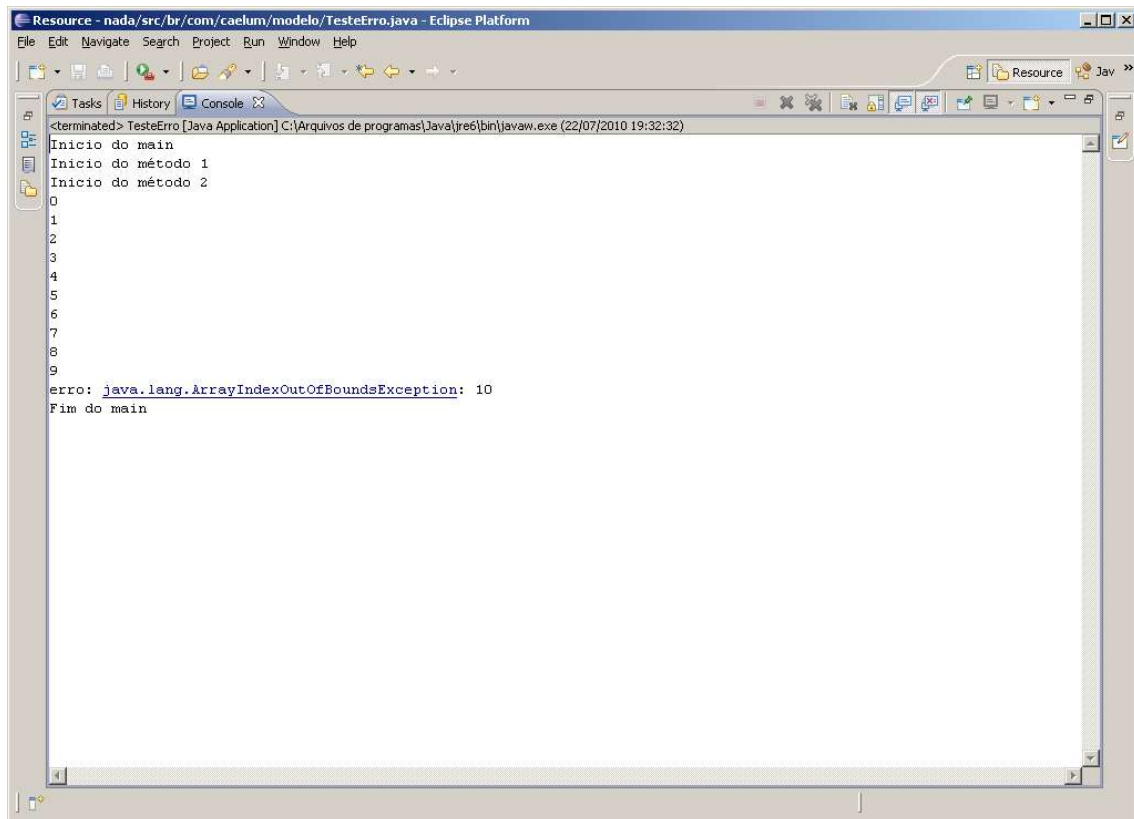 Resource - nada/src/br/com/caelum/modelo/TesteErro.java - Eclipse Platform
File Edit Navigate Search Project Run Window Help
Resource Jav »
Tasks History Console
<terminated> TesteErro [Java Application] C:\Arquivos de programas\Java\jre6\bin\javaw.exe (22/07/2010 19:32:32)
Inicio do main
Inicio do método 1
Inicio do método 2
0
1
2
3
4
5
6
7
8
9
erro: java.lang.ArrayIndexOutOfBoundsException: 10
Fim do main